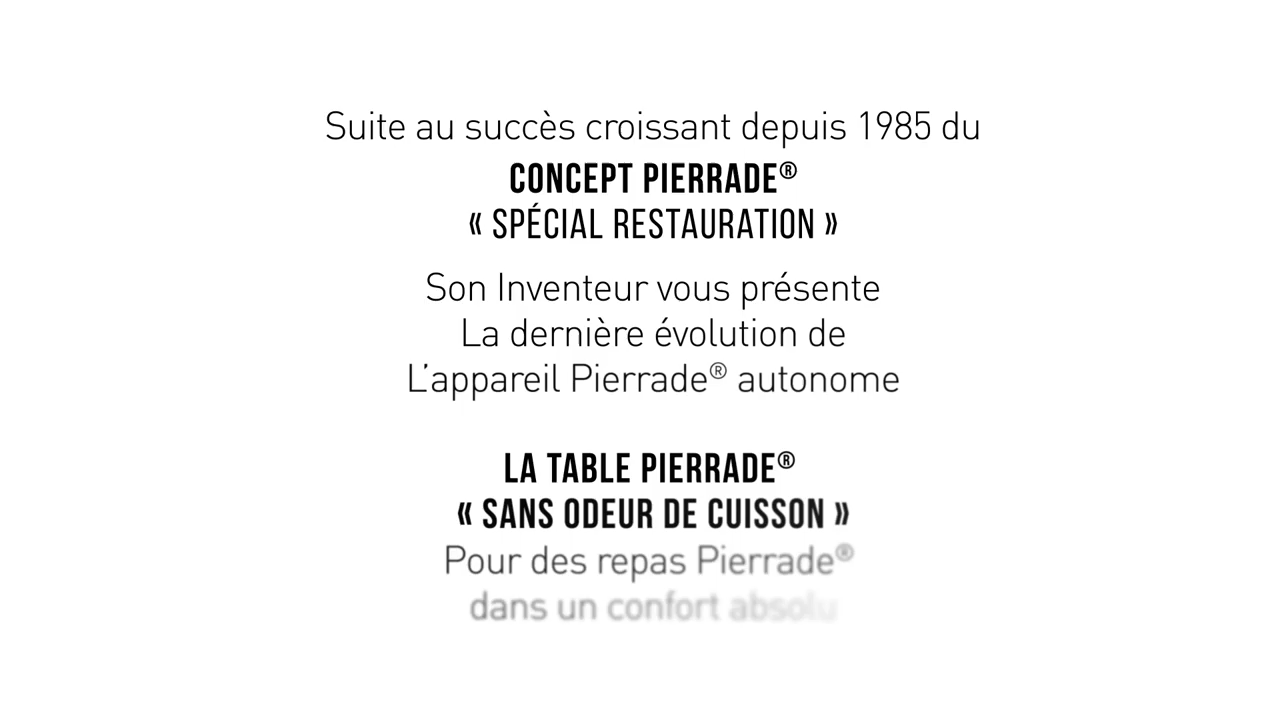 Suite au succès croissant depuis 1985 du
CONCEPT PIERRADE®
« SPÉCIAL RESTAURATION »
Son Inventeur vous présente
La dernière évolution de
L’appareil Pierrade® autonome
LA TABLE PIERRADE®
« SANS ODEUR DE CUISSON »
Pour des repas Pierrade®
dans un confort absolu